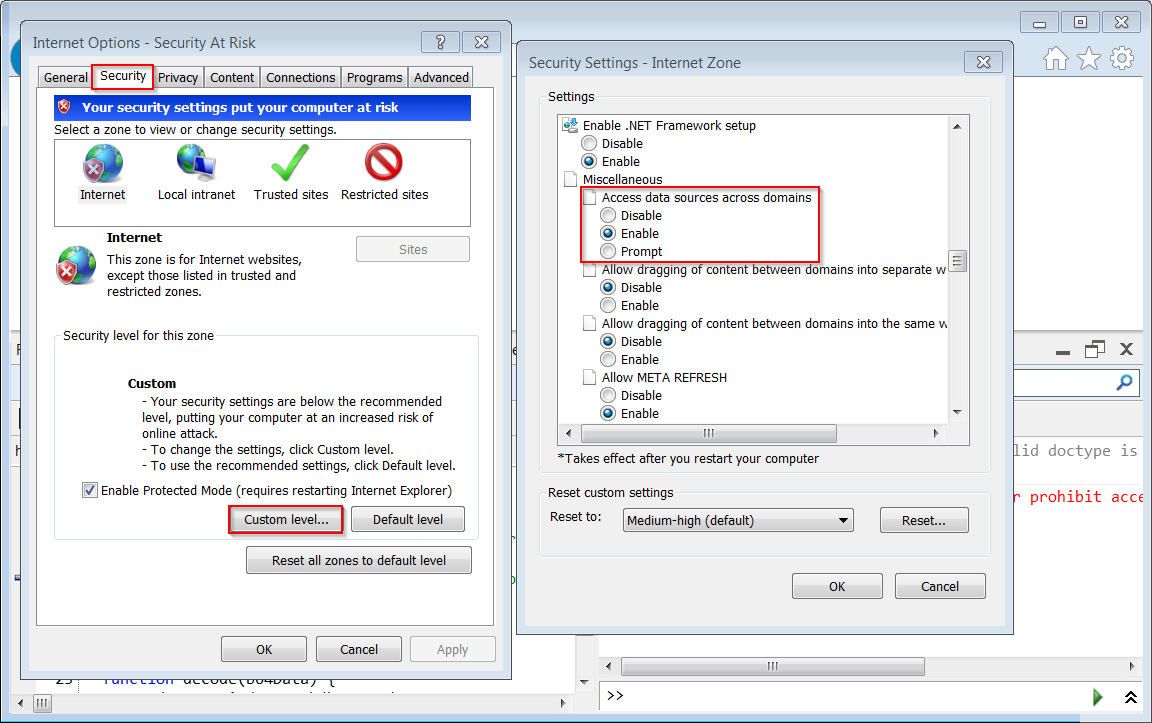 Internet Options - Security At Risk
General Security Privacy Content Connections Programs Advanced
Your security settings put your computer at risk
Select a zone to view or change security settings.
Internet Local intranet Trusted sites Restricted sites
Internet
Sites
This zone is for Internet websites,
except those listed in trusted and
restricted zones.
Security level for this zone
Custom
- Your security settings are below the recommended
level, putting your computer at an increased risk of
online attack.
- To change the settings, click Custom level.
- To use the recommended settings, click Default level.
Enable Protected Mode (requires restarting Internet Explorer)
Custom level... Default level
Reset all zones to default level
OK Cancel Apply
Security Settings - Internet Zone
Settings
Enable .NET Framework setup
Disable
Enable
Miscellaneous
Access data sources across domains
Disable
Enable
Prompt
Allow dragging of content between domains into separate w
Disable
Enable
Allow dragging of content between domains into the same w
Disable
Enable
Allow META REFRESH
Disable
Enable
*Takes effect after you restart your computer
Reset custom settings
Reset to: Medium-high (default) Reset...
OK Cancel
lid doctype is
r prohibit acce
>>